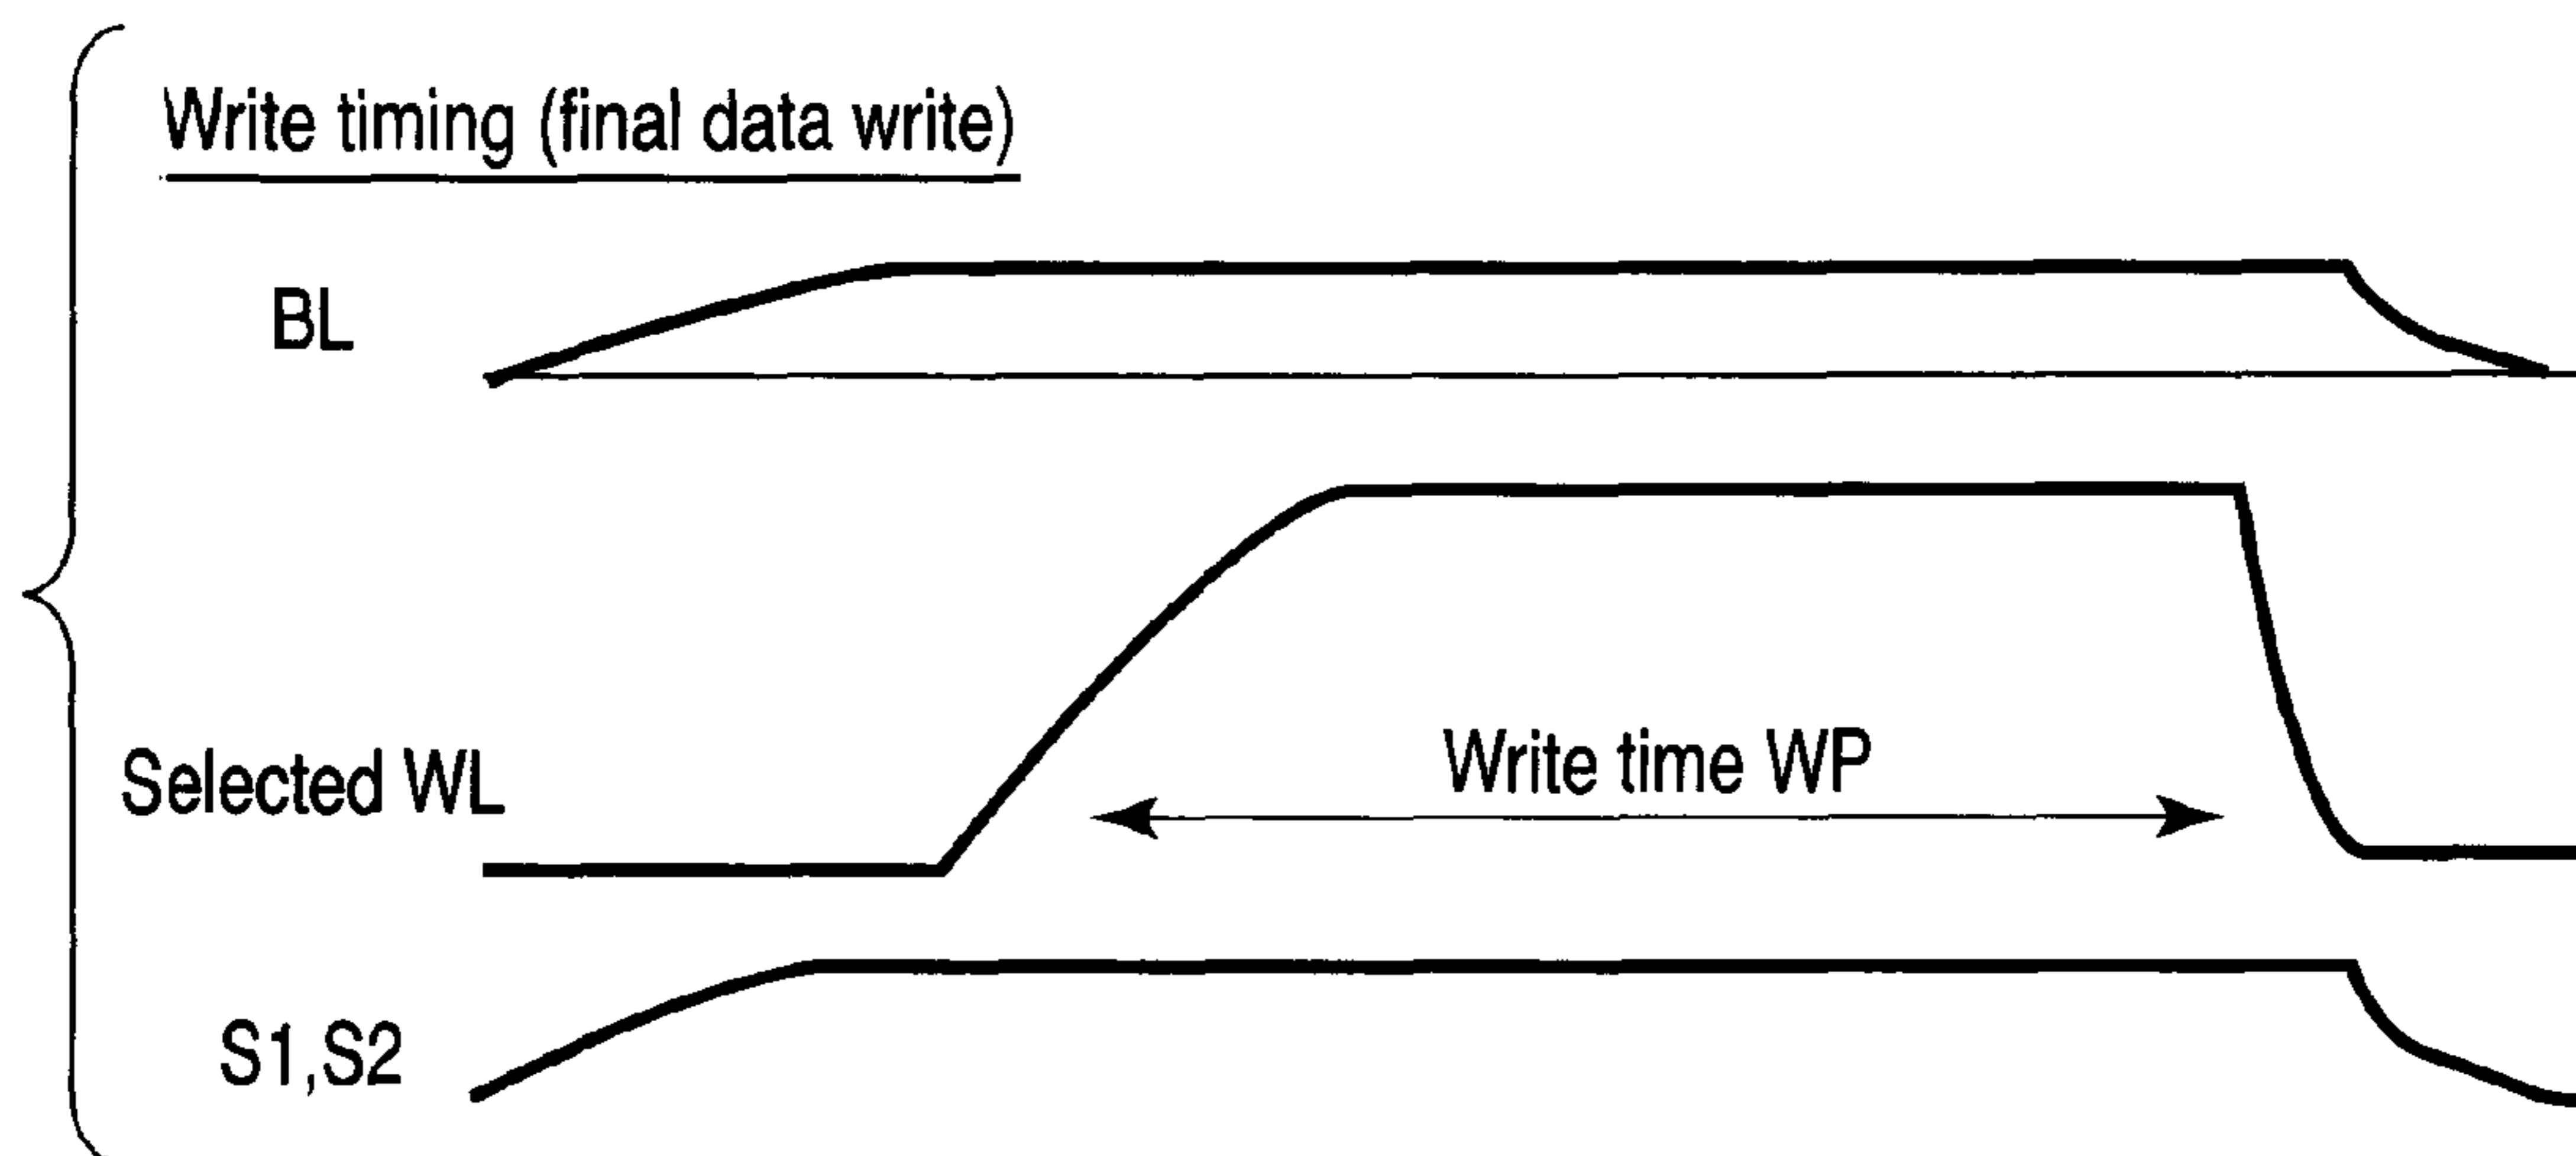 Write timing (final data write)
BL
Selected WL
Write time WP
S1,S2